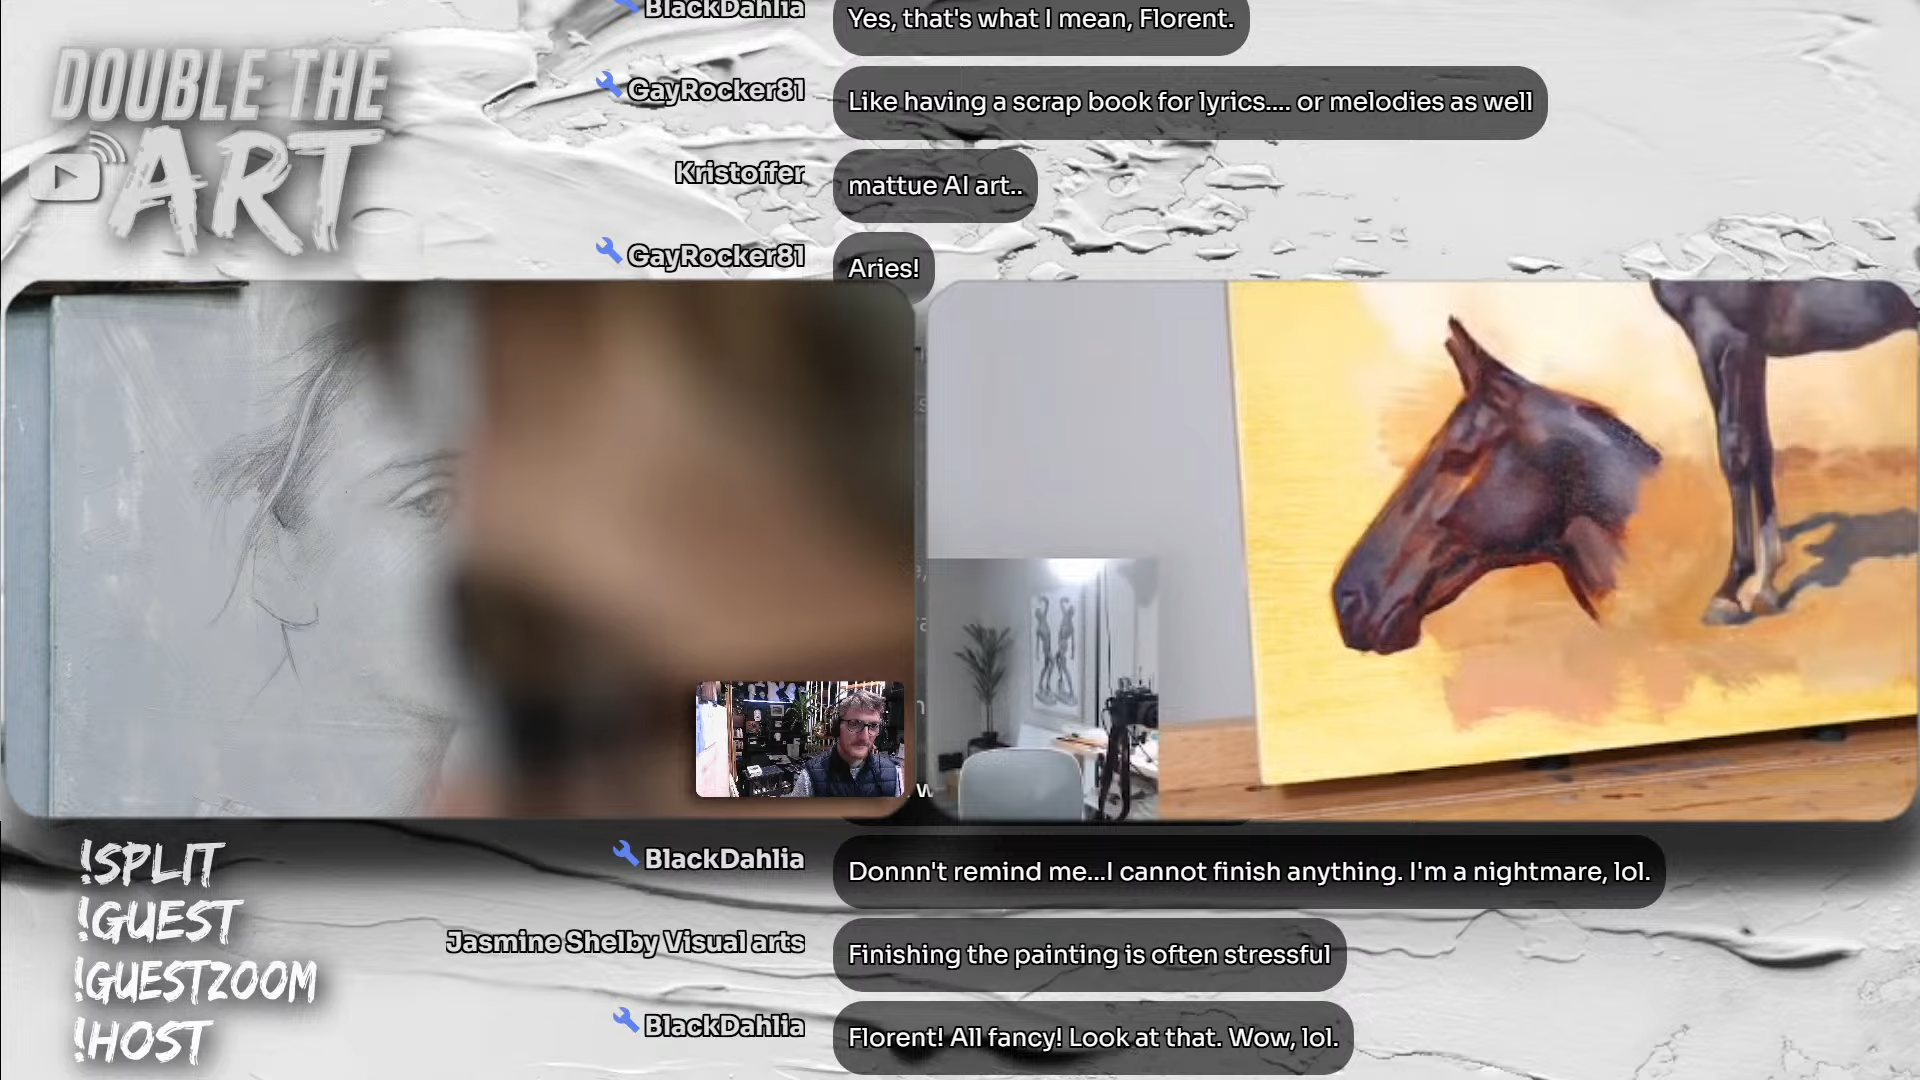 DOUBLE THE
ART
BlackDahlia
Yes, that's what I mean, Florent.
GayRocker81
Like having a scrap book for lyrics.... or melodies as well
Kristoffer
mattue AI art..
GayRocker81
Aries!
w
!SPLIT
!GUEST
!GUESTZOOM
!HOST
BlackDahlia
Donnn't remind me...I cannot finish anything. I'm a nightmare, lol.
Jasmine Shelby Visual arts
Finishing the painting is often stressful
BlackDahlia
Florent! All fancy! Look at that. Wow, lol.